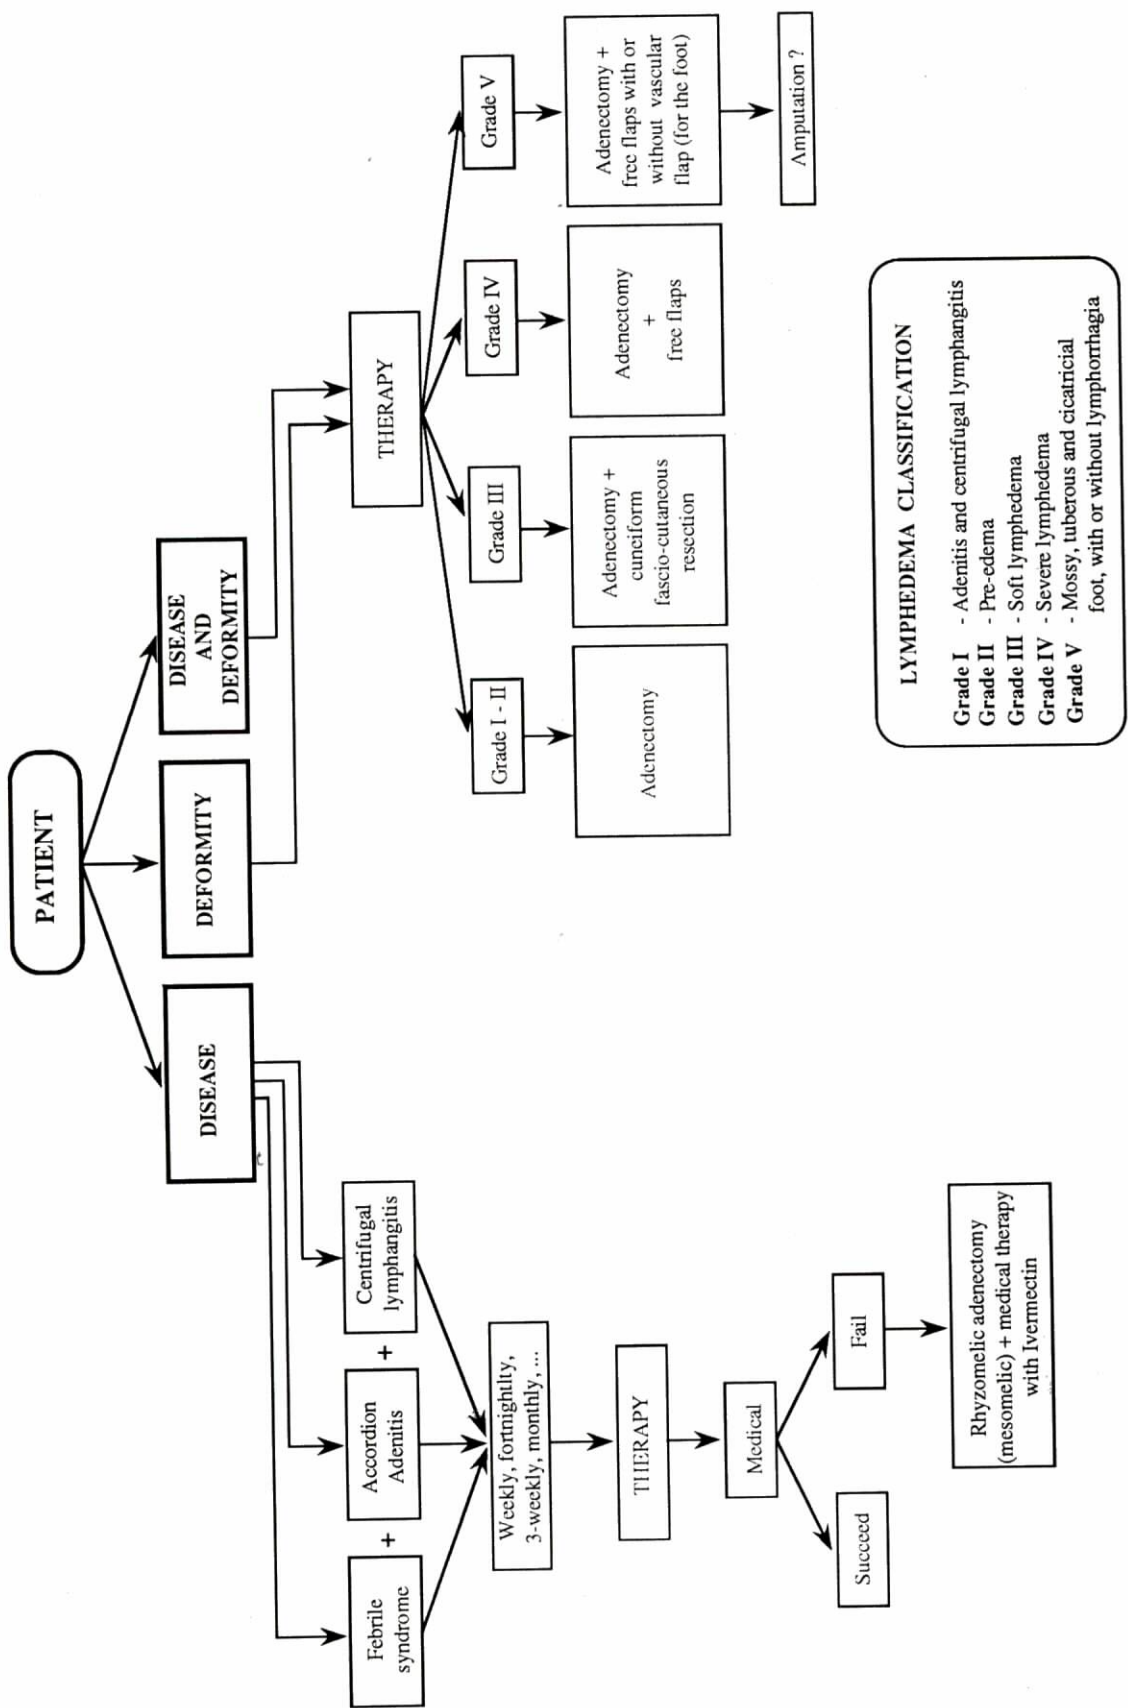 PATIENT
DISEASE
DEFORMITY
DISEASE
AND
DEFORMITY
Febrile
syndrome
+
Accordion
Adenitis
+
Centrifugal
lymphangitis
Weekly, fortnightlty,
3-weekly, monthly, ...
THERAPY
Medical
Succeed
Fail
Rhyzomelic adenectomy
(mesomelic) + medical therapy
with Ivermectin
THERAPY
Grade I - II
Grade III
Grade IV
Grade V
Adenectomy
Adenectomy +
cunciform
fascio-cutaneous
resection
Adenectomy
+
free flaps
Adenectomy +
free flaps with or
without vascular
flap (for the foot)
Amputation ?
LYMPHEDEMA CLASSIFICATION
Grade I - Adenitis and centrifugal lymphangitis
Grade II - Pre-edema
Grade III - Soft lymphedema
Grade IV - Severe lymphedema
Grade V - Mossy, tuberous and cicatricial
foot, with or without lymphorrhagia